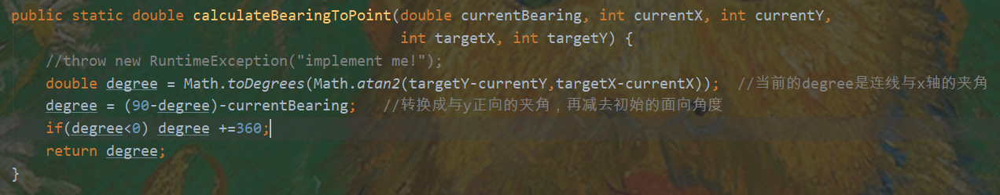 public static double calculateBearingToPoint(double currentBearing, int currentX, int currentY,
int targetX, int targetY) {
//throw new RuntimeException("implement me!");
double degree = Math.toDegrees(Math.atan2(targetY-currentY,targetX-currentX));  //当前的degree是连线与x轴的夹角
degree = (90-degree)-currentBearing;   //转换成与y正向的夹角，再减去初始的面向角度
if(degree<0) degree +=360;
return degree;
}